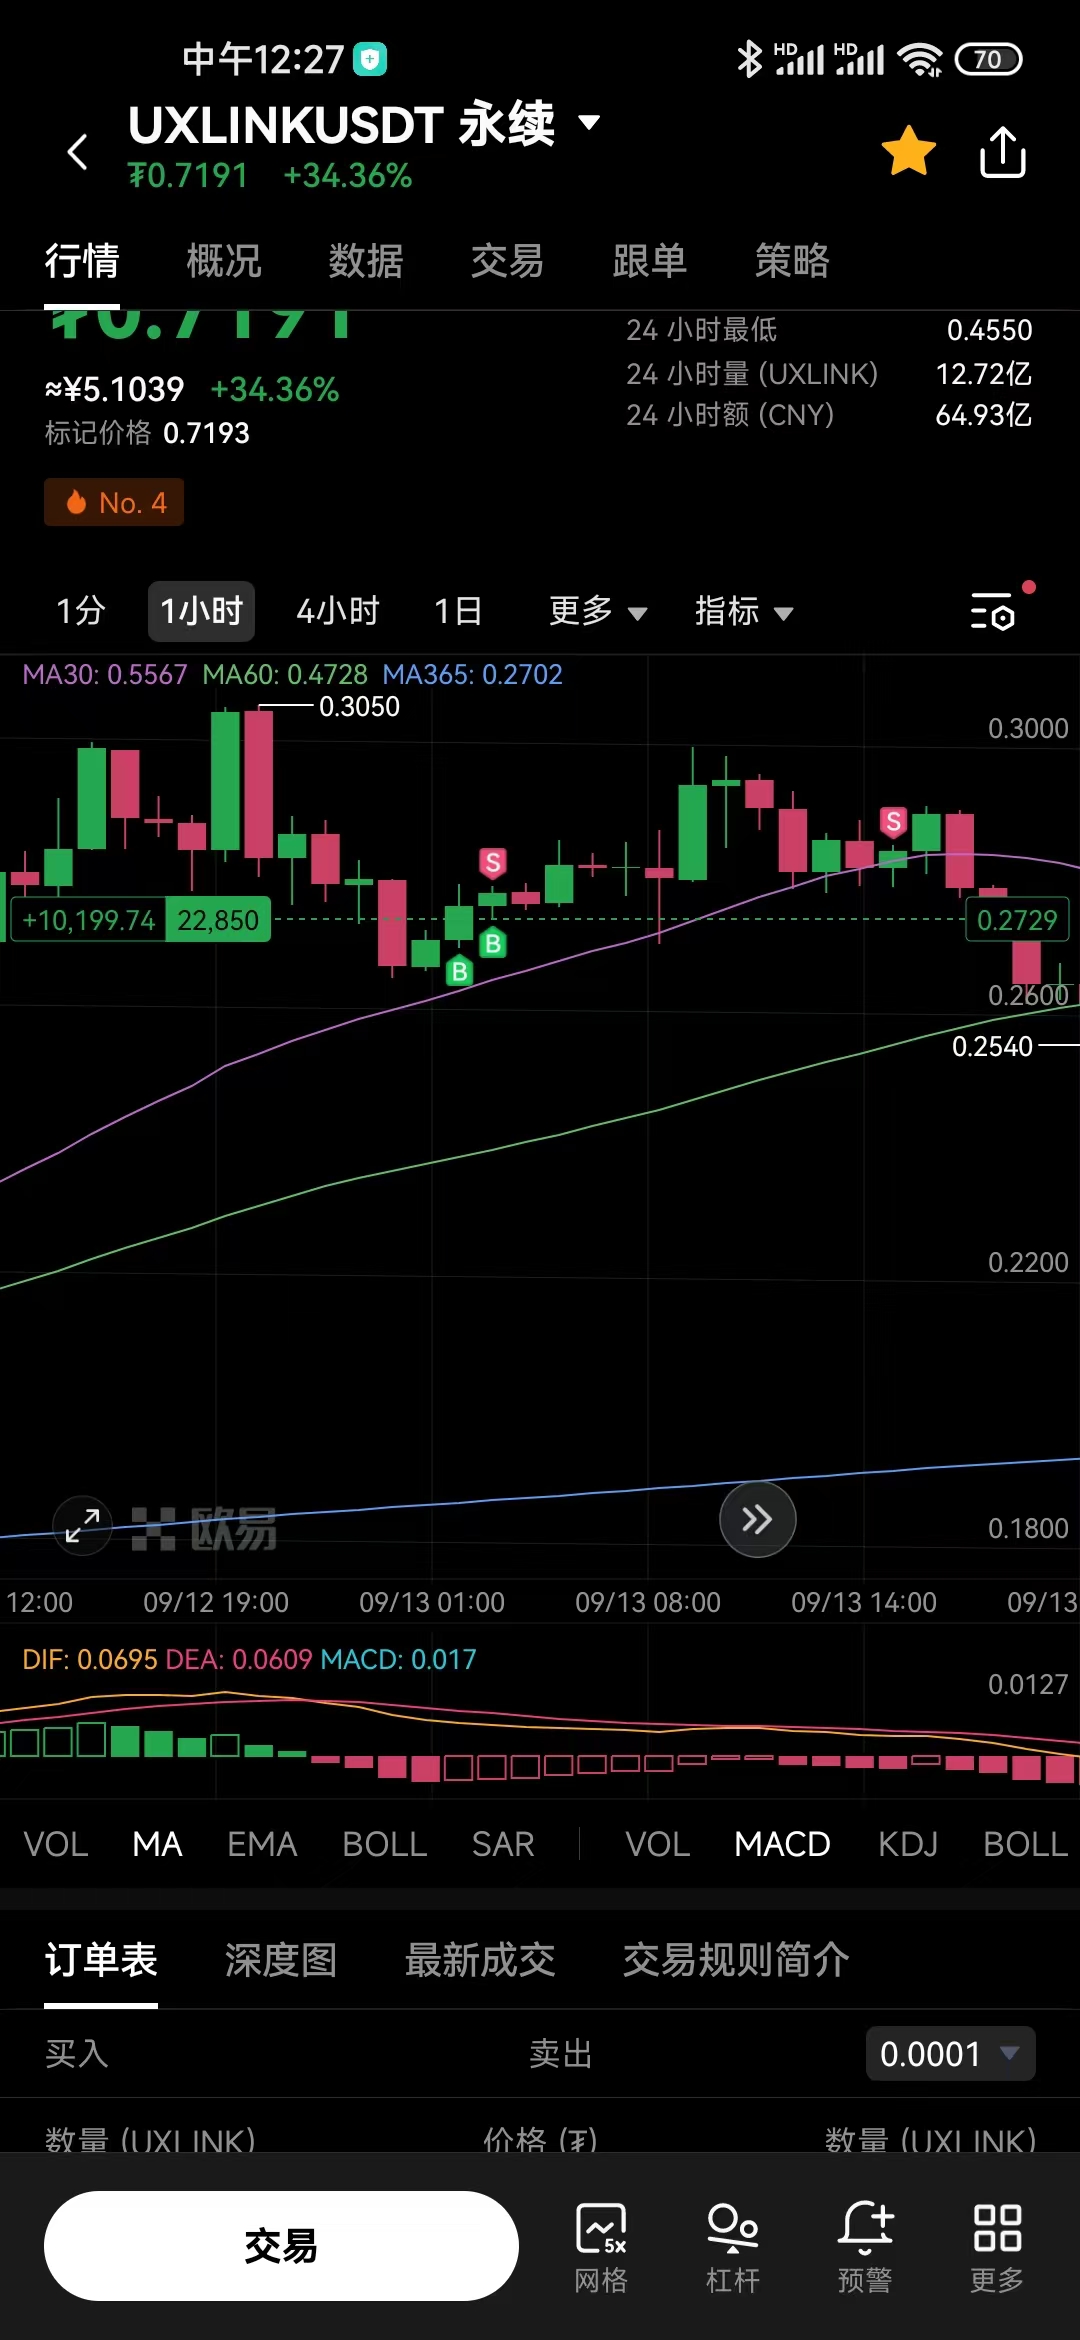 中午12:27
HD HD 70
UXLINKUSDT 永续
₮0.7191 +34.36%
行情 概况 数据 交易 跟单 策略
₮0.7191
24 小时最低 0.4550
≈¥5.1039 +34.36%
24 小时量 (UXLINK) 12.72亿
标记价格 0.7193
24 小时额 (CNY) 64.93亿
No. 4
1分 1小时 4小时 1日 更多 指标
MA30: 0.5567 MA60: 0.4728 MA365: 0.2702
0.3050
0.3000
S
S
+10,199.74 22,850
0.2729
B
B
0.2600
0.2540
0.2200
欧易
0.1800
12:00 09/12 19:00 09/13 01:00 09/13 08:00 09/13 14:00 09/13
DIF: 0.0695 DEA: 0.0609 MACD: 0.017
0.0127
VOL MA EMA BOLL SAR VOL MACD KDJ BOLL
订单表 深度图 最新成交 交易规则简介
买入 卖出 0.0001
数量 (UXLINK) 价格 (₮) 数量 (UXLINK)
交易
5x
网格 杠杆 预警 更多